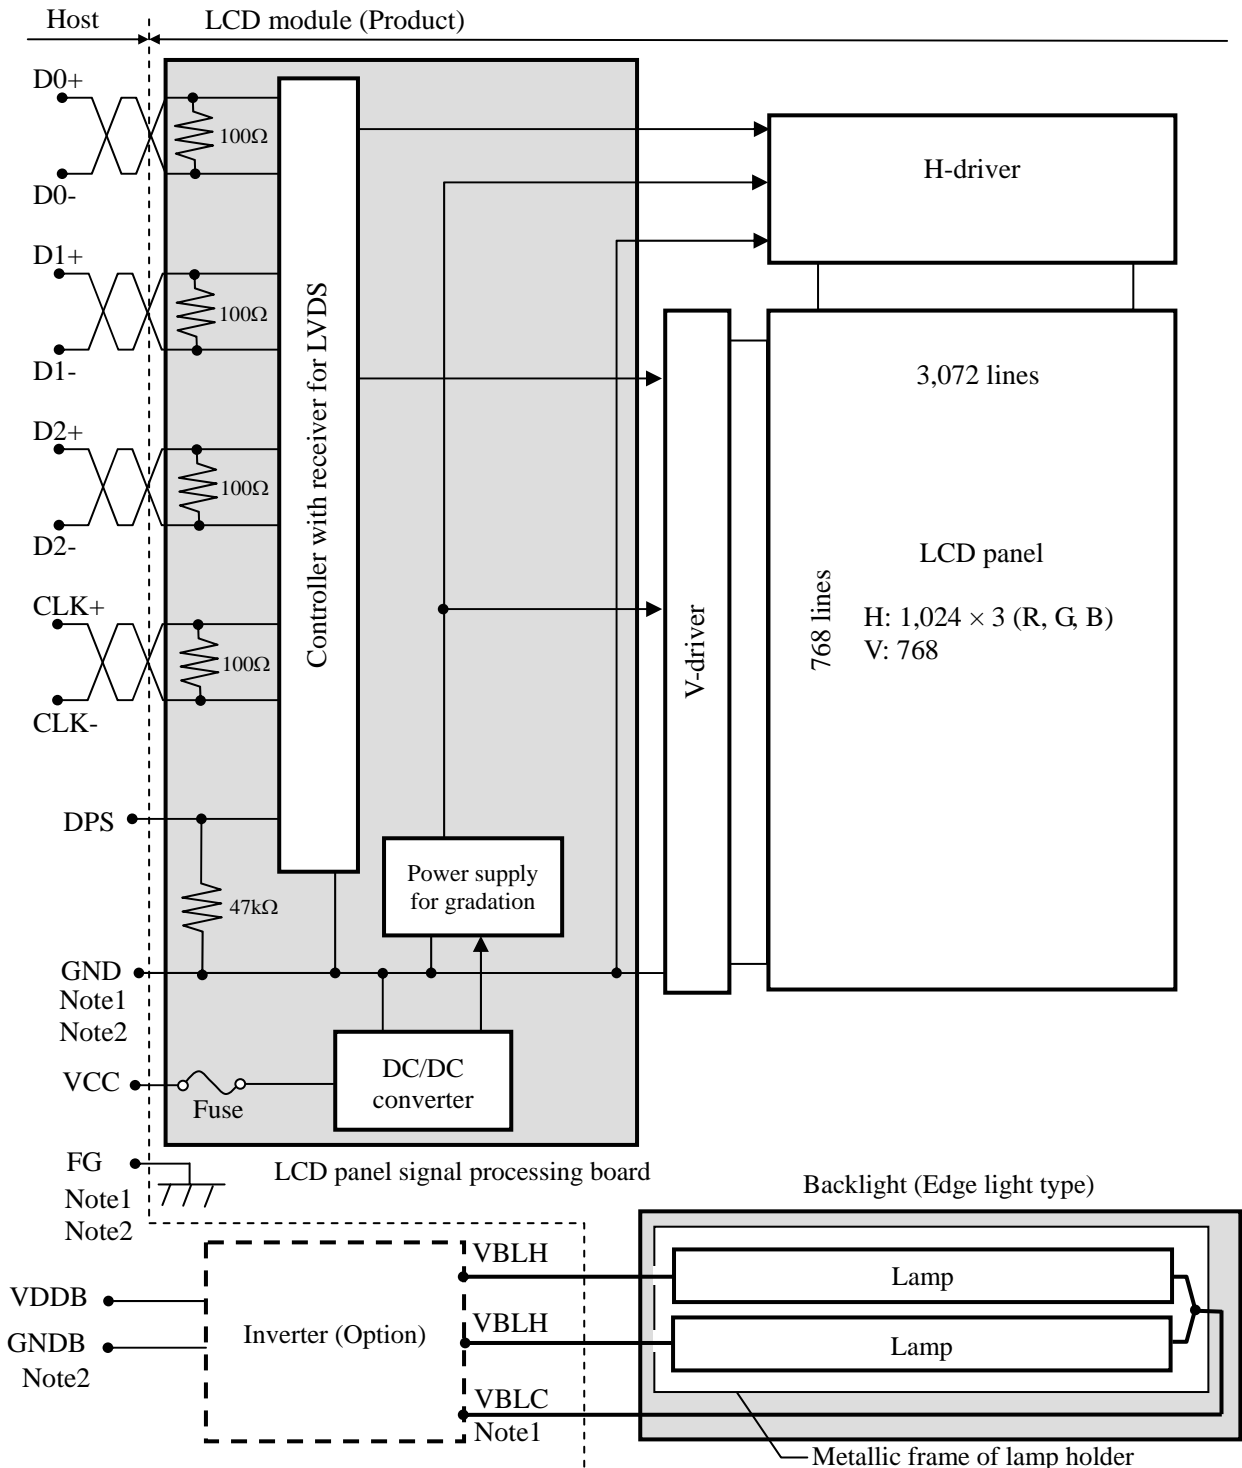 Host
LCD module (Product)
D0+
100Ω
D0-
H-driver
D1+
100Ω
D1-
Controller with receiver for LVDS
3,072 lines
D2+
100Ω
D2-
LCD panel
768 lines
H: 1,024 × 3 (R, G, B)
V: 768
V-driver
CLK+
100Ω
CLK-
DPS
47kΩ
Power supply
for gradation
GND
Note1
Note2
VCC
Fuse
DC/DC
converter
FG
Note1
Note2
LCD panel signal processing board
Backlight (Edge light type)
VBLH
Lamp
VDDB
GNDB
Note2
Inverter (Option)
VBLH
Lamp
VBLC
Note1
Metallic frame of lamp holder